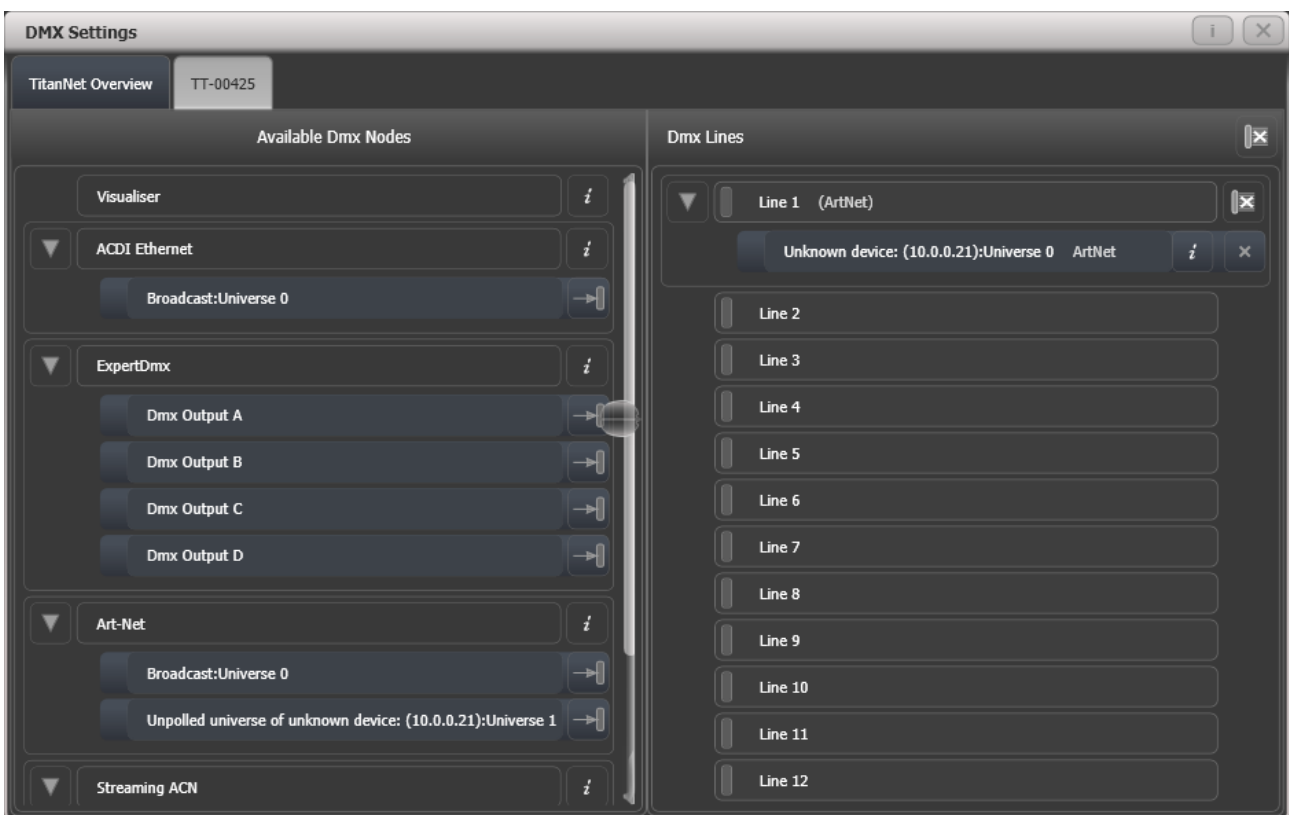 DMX Settings
i
TitanNet Overview
TT-00425
Available Dmx Nodes
Visualiser
i
ACDI Ethernet
i
Broadcast:Universe 0
ExpertDmx
i
Dmx Output A
Dmx Output B
Dmx Output C
Dmx Output D
Art-Net
i
Broadcast:Universe 0
Unpolled universe of unknown device: (10.0.0.21):Universe 1
Streaming ACN
i
Dmx Lines
Line 1 (ArtNet)
Unknown device: (10.0.0.21):Universe 0 ArtNet
i
Line 2
Line 3
Line 4
Line 5
Line 6
Line 7
Line 8
Line 9
Line 10
Line 11
Line 12